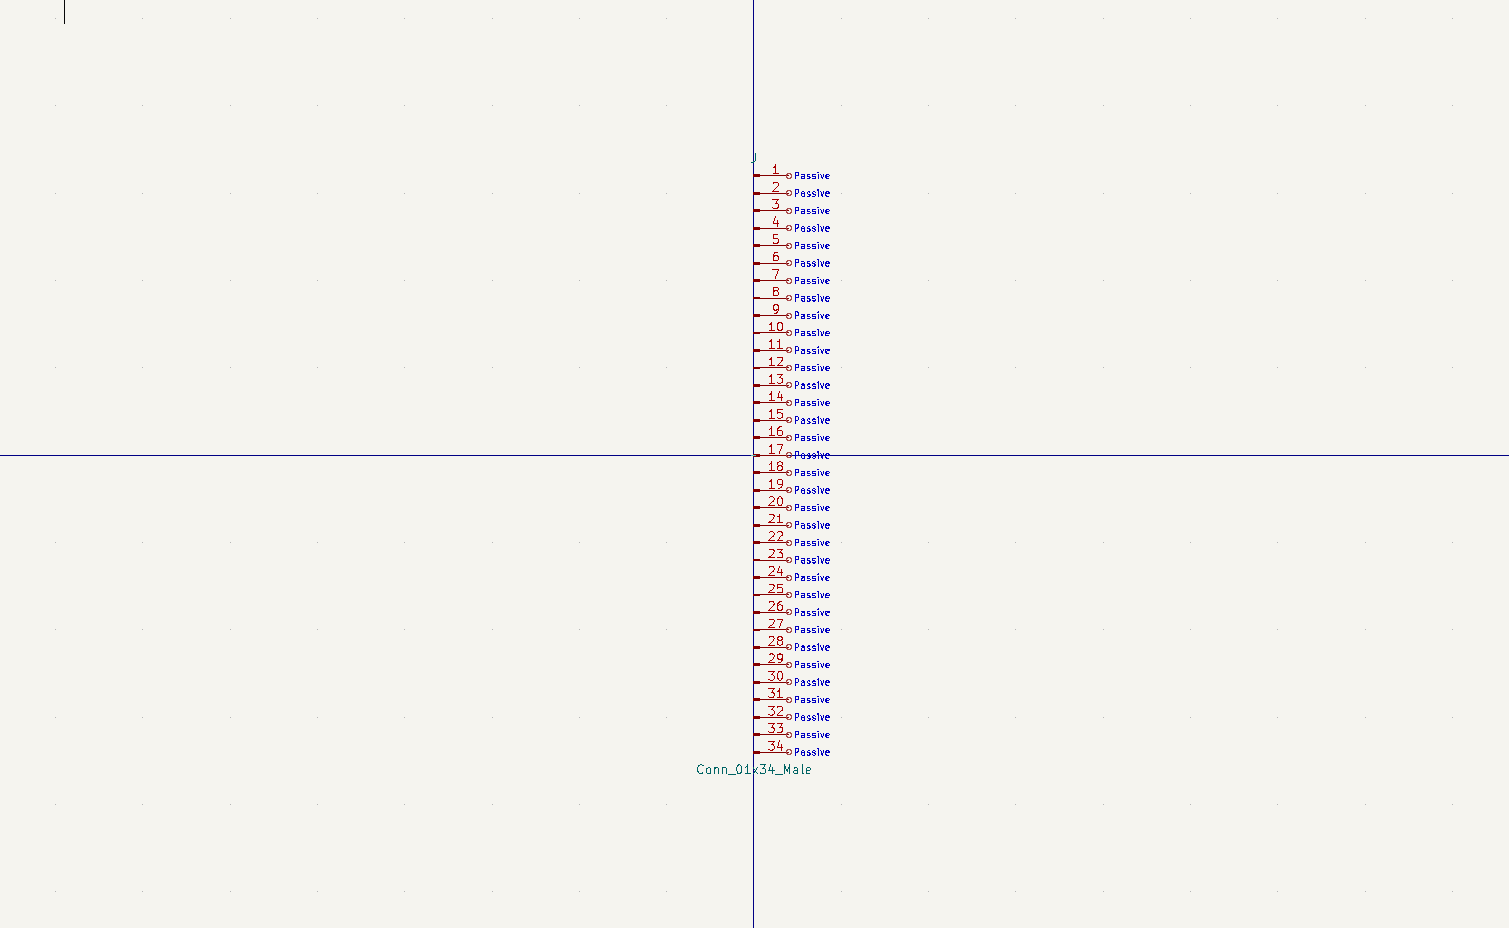 J
1 Passive
2 Passive
3 Passive
4 Passive
5 Passive
6 Passive
7 Passive
8 Passive
9 Passive
10 Passive
11 Passive
12 Passive
13 Passive
14 Passive
15 Passive
16 Passive
17 Passive
18 Passive
19 Passive
20 Passive
21 Passive
22 Passive
23 Passive
24 Passive
25 Passive
26 Passive
27 Passive
28 Passive
29 Passive
30 Passive
31 Passive
32 Passive
33 Passive
34 Passive
Conn_01x34_Male